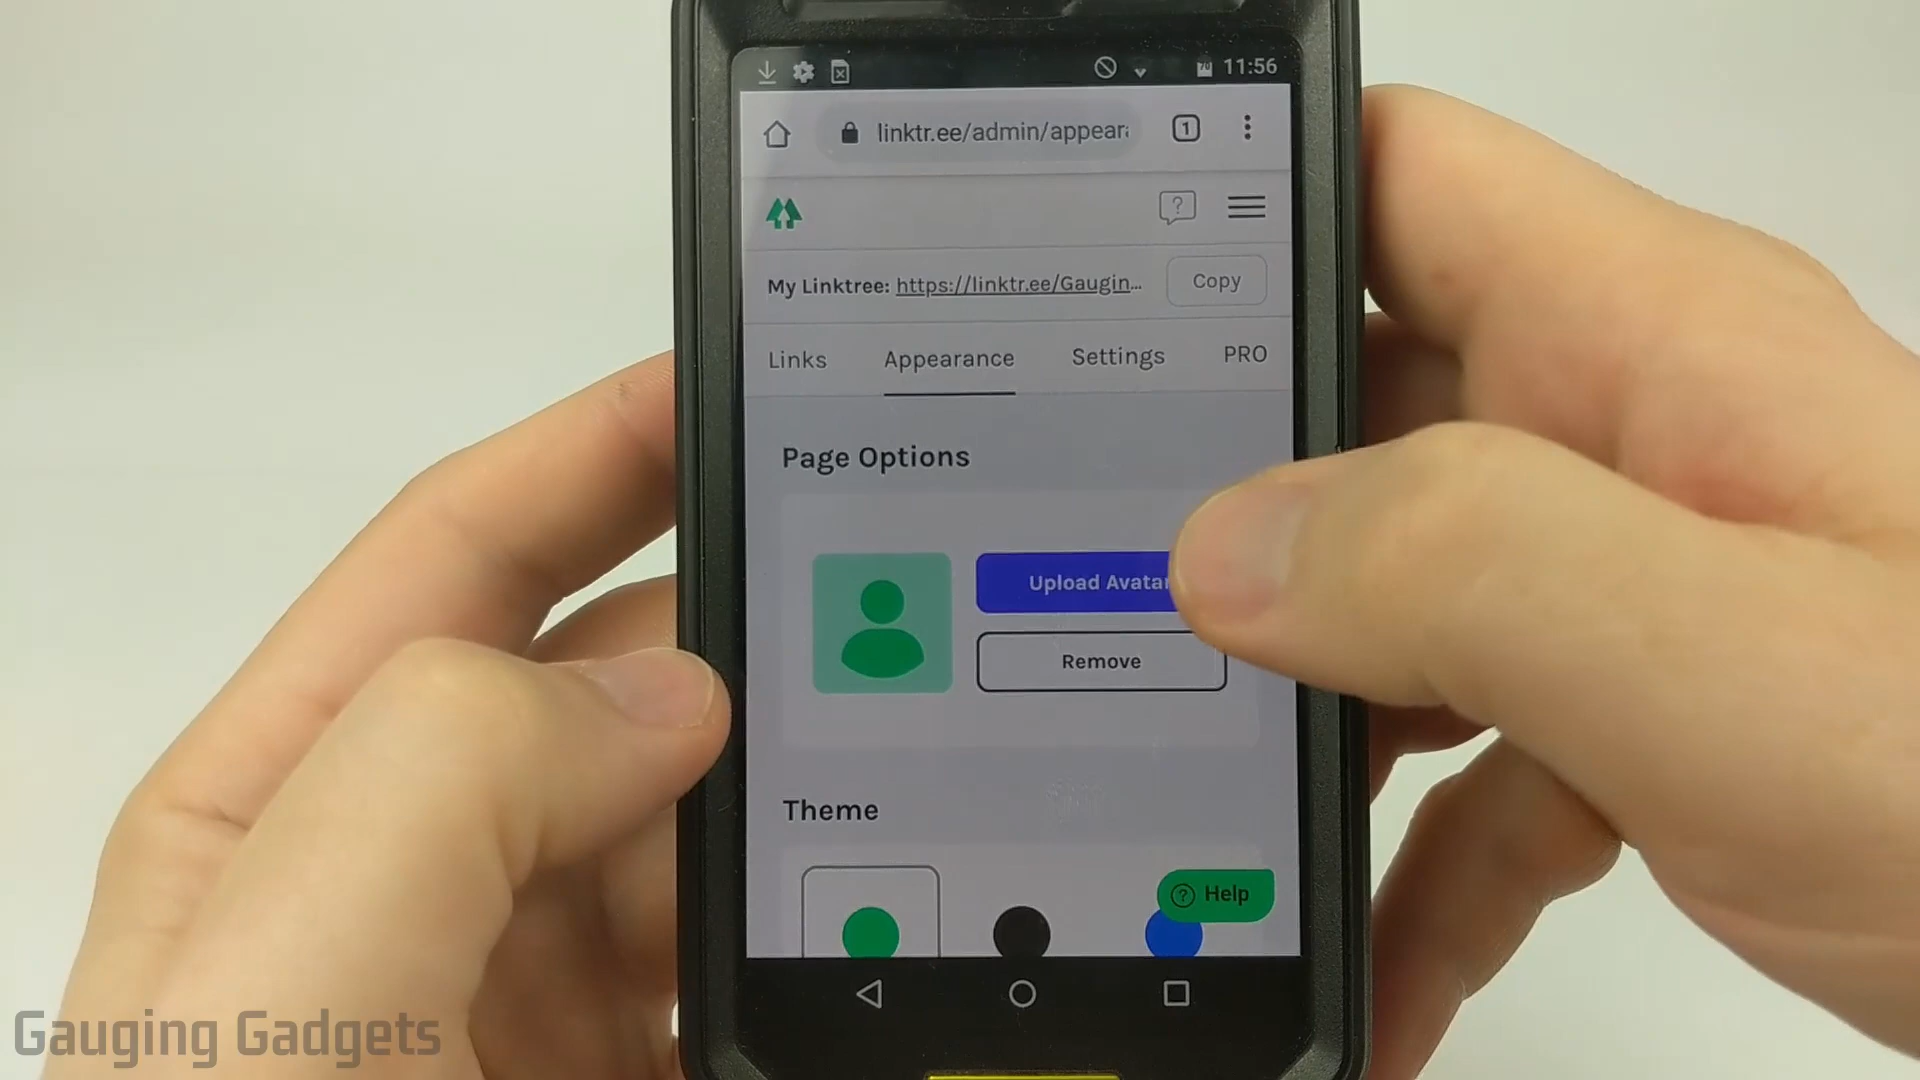 11:56
linktr.ee/admin/appear
1
My Linktree: https://linktr.ee/Gaugin... Copy
Links Appearance Settings PRO
Page Options
Upload Avatar
Remove
Theme
? Help
Gauging Gadgets